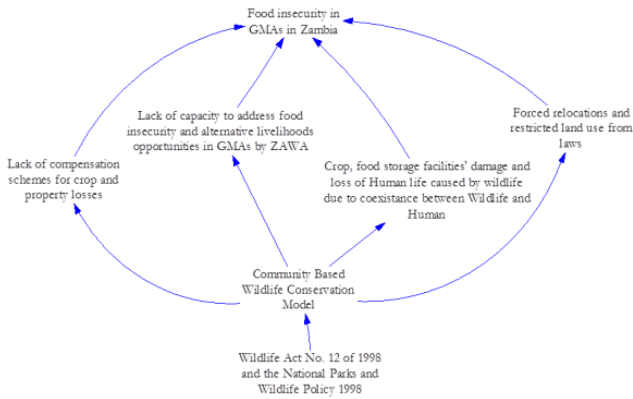 Food insecurity in
GMAs in Zambia
Lack of capacity to address food
insecurity and alternative livelihoods
opportunities in GMAs by ZAWA
Forced relocations and
restricted land use from
laws
Lack of compensation
schemes for crop and
property losses
Crop, food storage facilities' damage and
loss of Human life caused by wildlife
due to coexistance between Wildlife and
Human
Community Based
Wildlife Conservation
Model
Wildlife Act No. 12 of 1998
and the National Parks and
Wildlife Policy 1998